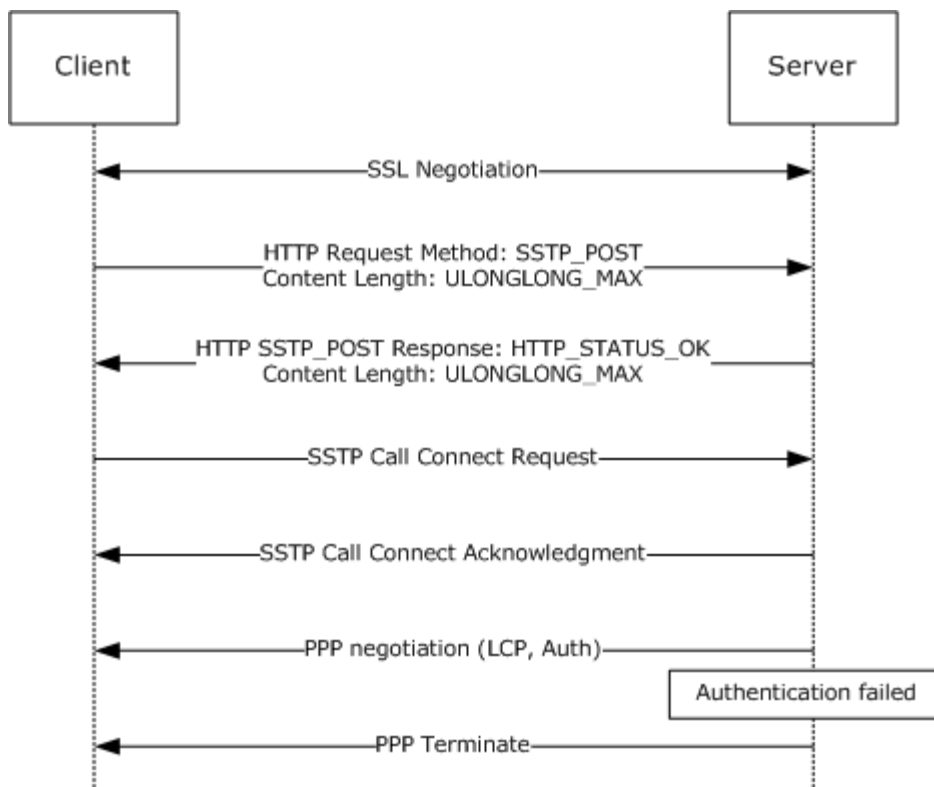 Client
Server
SSL Negotiation
HTTP Request Method: SSTP_POST
Content Length: ULONGLONG_MAX
HTTP SSTP_POST Response: HTTP_STATUS_OK
Content Length: ULONGLONG_MAX
SSTP Call Connect Request
SSTP Call Connect Acknowledgment
PPP negotiation (LCP, Auth)
Authentication failed
PPP Terminate